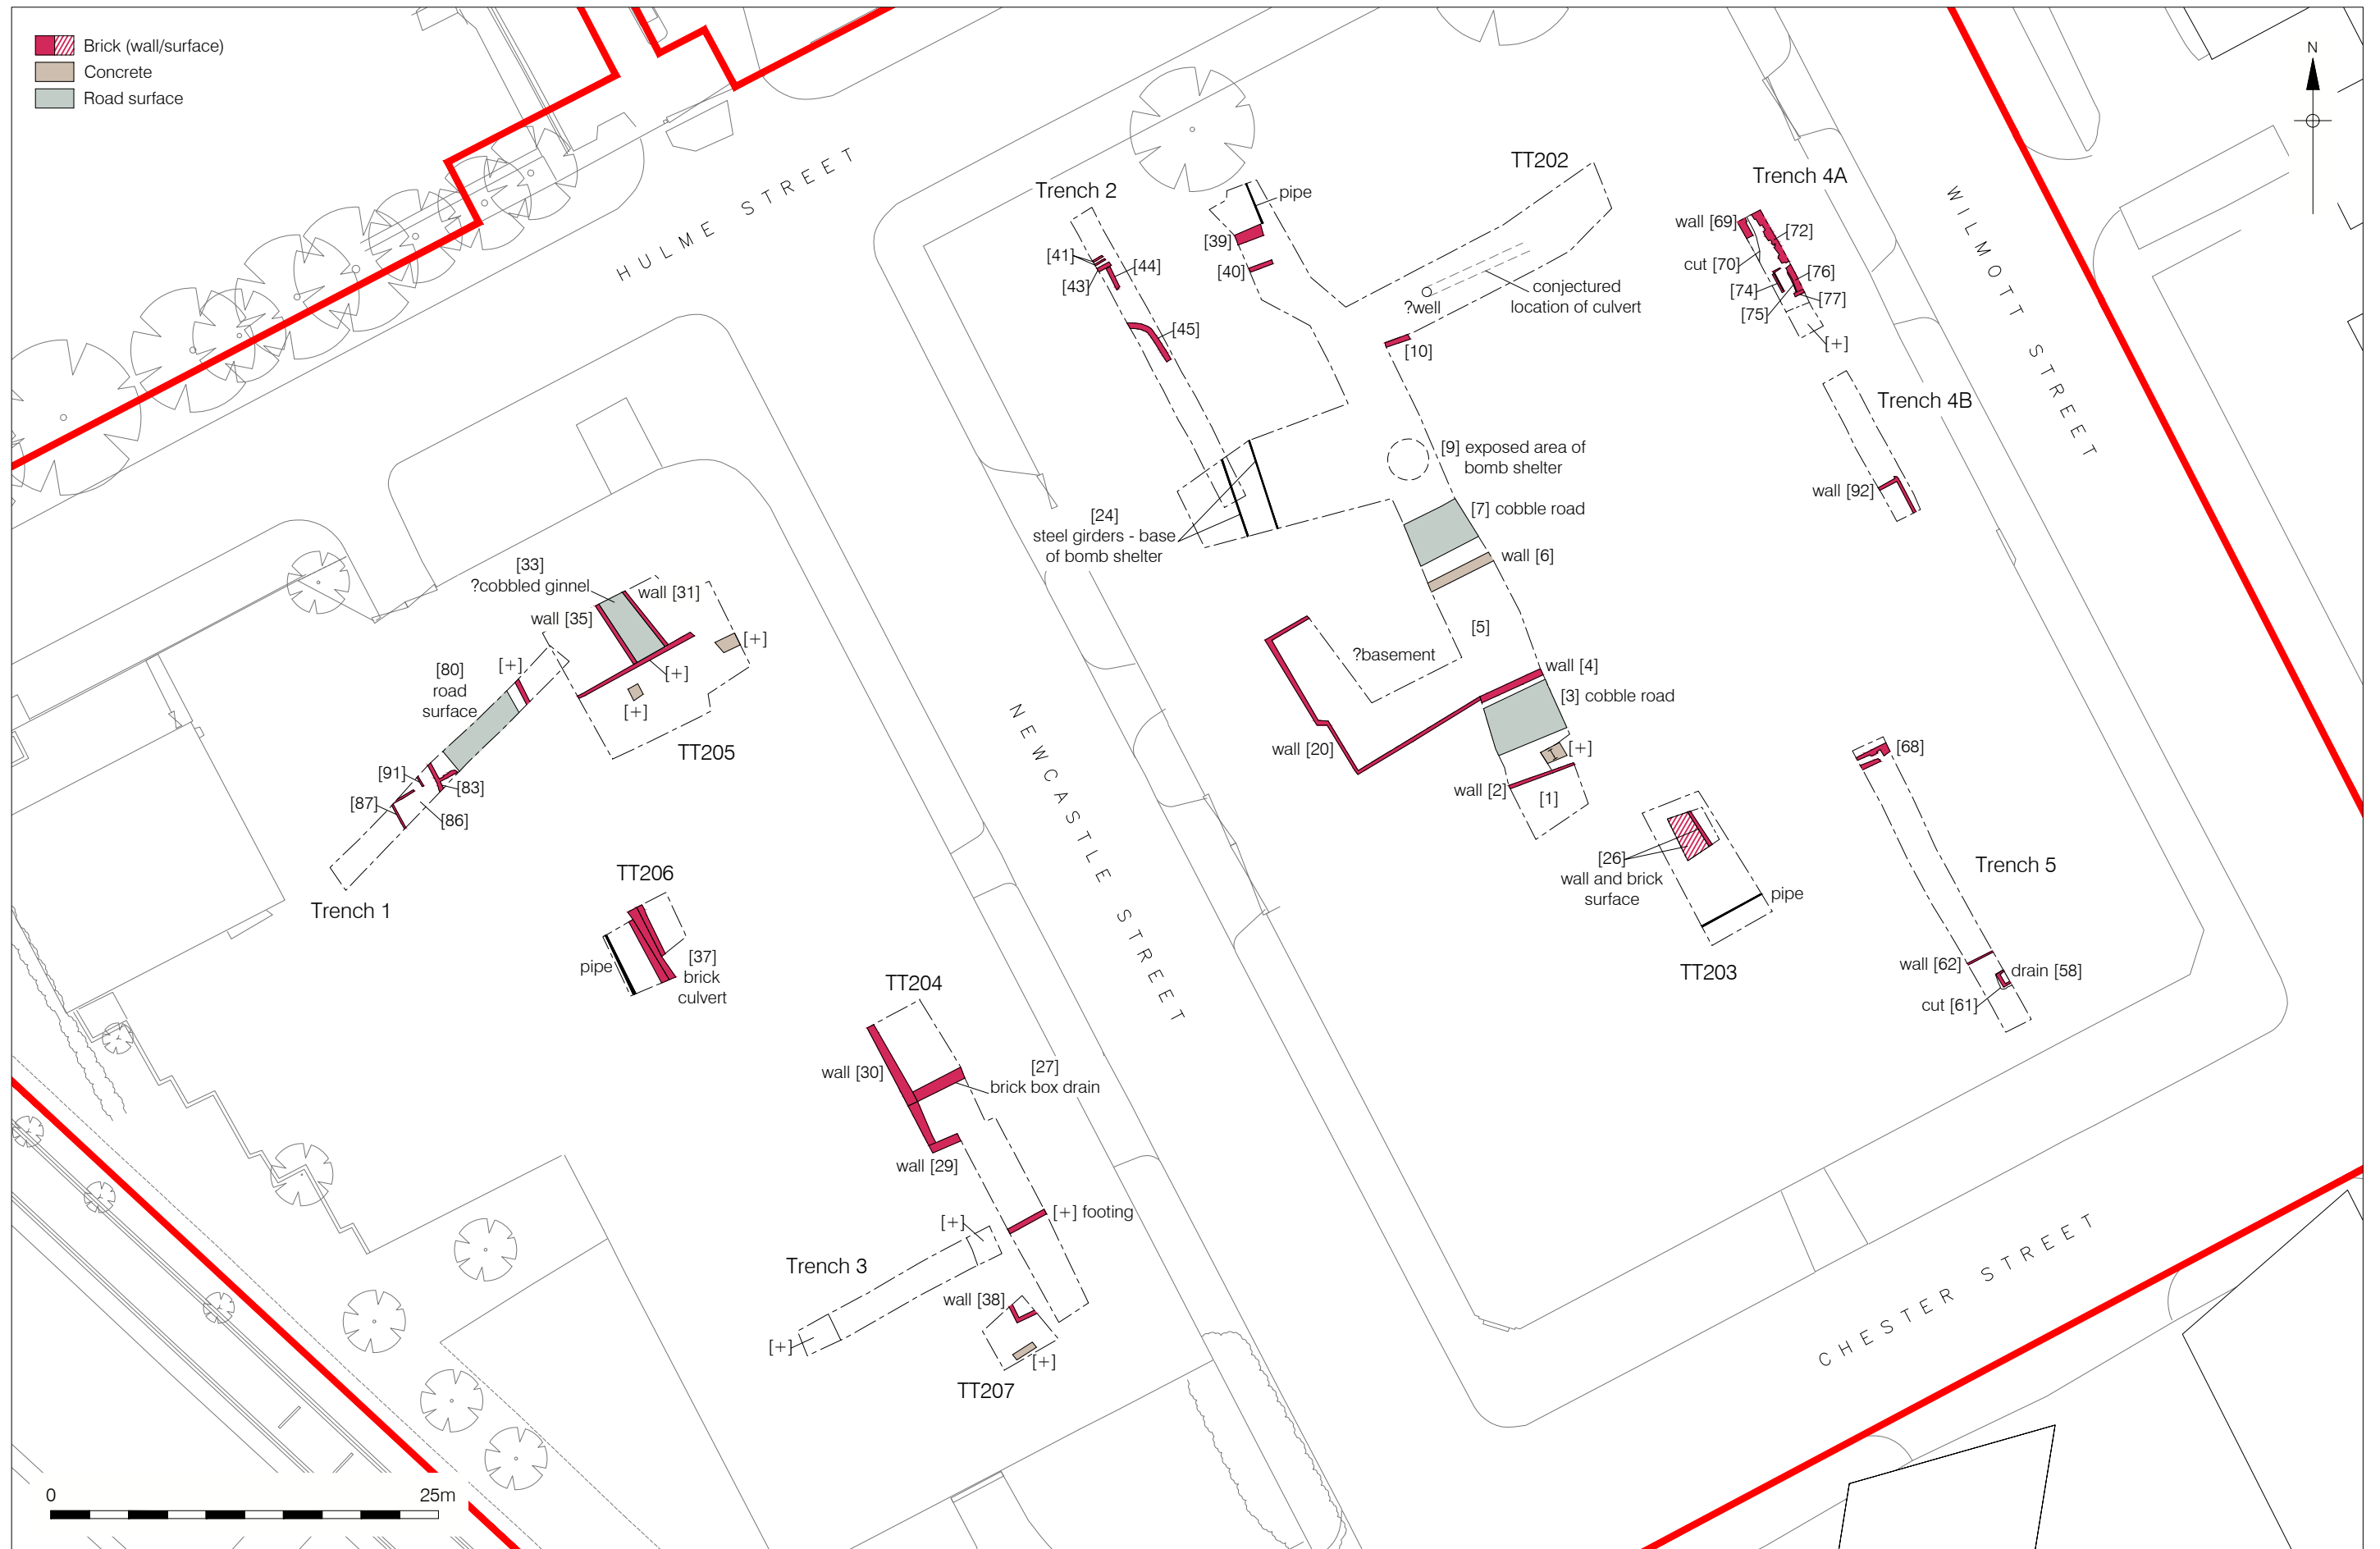 Brick (wall/surface)
Concrete
Road surface
N
HULME STREET
WILMOTT STREET
NEWCASTLE STREET
CHESTER STREET
Trench 2
[41]
[43]
[44]
[45]
pipe
[39]
[40]
TT202
?well
conjectured
location of culvert
[10]
Trench 4A
wall [69]
[72]
cut [70]
[74]
[75]
[76]
[77]
[+]
Trench 4B
wall [92]
[9] exposed area of
bomb shelter
[7] cobble road
wall [6]
[24]
steel girders - base
of bomb shelter
[5]
?basement
wall [4]
[3] cobble road
[+]
wall [20]
wall [2]
[1]
[33]
?cobbled ginnel
wall [31]
wall [35]
[+]
[+]
[+]
TT205
[80]
road
surface
[+]
[91]
[87]
[83]
[86]
Trench 1
TT206
pipe
[37]
brick
culvert
[26]
wall and brick
surface
pipe
TT203
[68]
Trench 5
wall [62]
drain [58]
cut [61]
TT204
wall [30]
[27]
brick box drain
wall [29]
[+] footing
[+]
Trench 3
[+]
wall [38]
[+]
TT207
0
25m